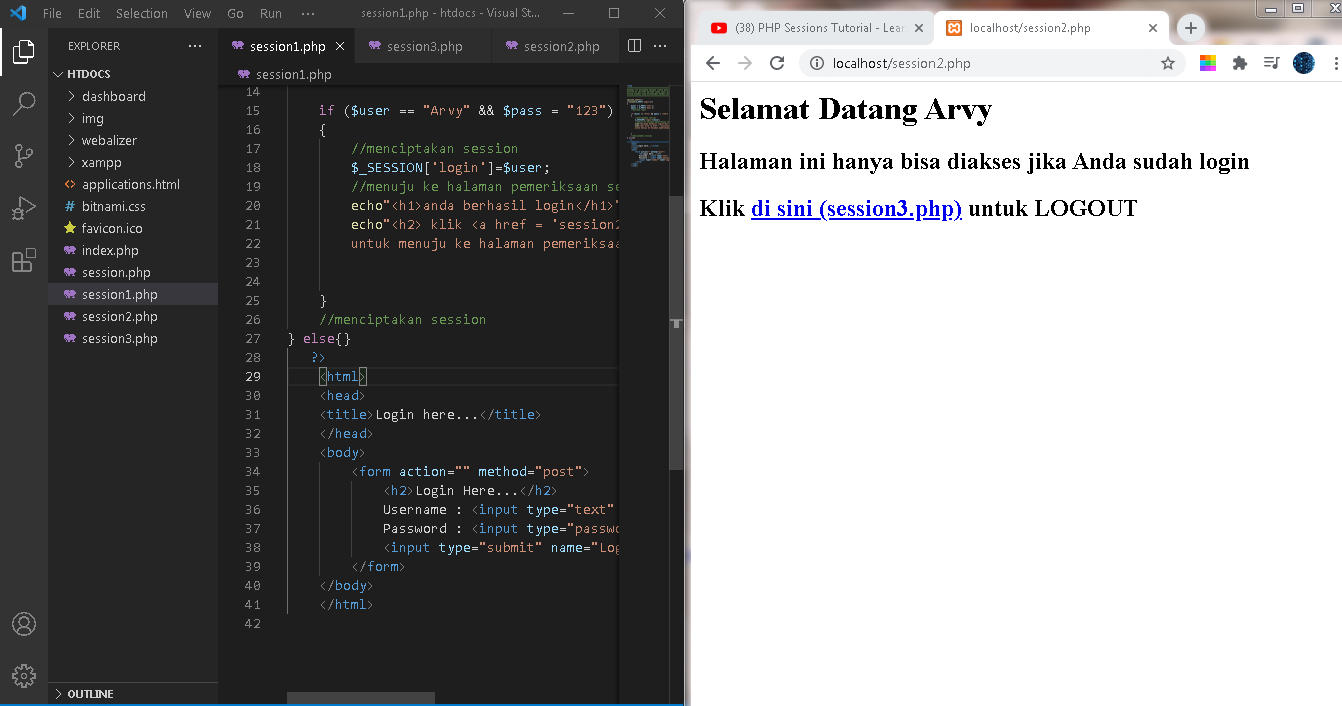 File Edit Selection View Go Run ··· session1.php - htdocs - Visual St...
EXPLORER ···
HTDOCS
dashboard
img
webalizer
xampp
applications.html
bitnami.css
favicon.ico
index.php
session.php
session1.php
session2.php
session3.php
OUTLINE
session1.php session3.php session2.php ···
session1.php
14
15 if ($user == "Arvy" && $pass = "123")
16 {
17 //menciptakan session
18 $_SESSION['login']=$user;
19 //menuju ke halaman pemeriksaan se
20 echo"<h1>anda berhasil login</h1>"
21 echo"<h2> klik <a href = 'session2
22 untuk menuju ke halaman pemeriksaa
23
24
25 }
26 //menciptakan session
27 } else{}
28 ?>
29 <html>
30 <head>
31 <title>Login here...</title>
32 </head>
33 <body>
34 <form action="" method="post">
35 <h2>Login Here...</h2>
36 Username : <input type="text"
37 Password : <input type="passwo
38 <input type="submit" name="Log
39 </form>
40 </body>
41 </html>
42
(38) PHP Sessions Tutorial - Lear localhost/session2.php
localhost/session2.php
Selamat Datang Arvy
Halaman ini hanya bisa diakses jika Anda sudah login
Klik di sini (session3.php) untuk LOGOUT